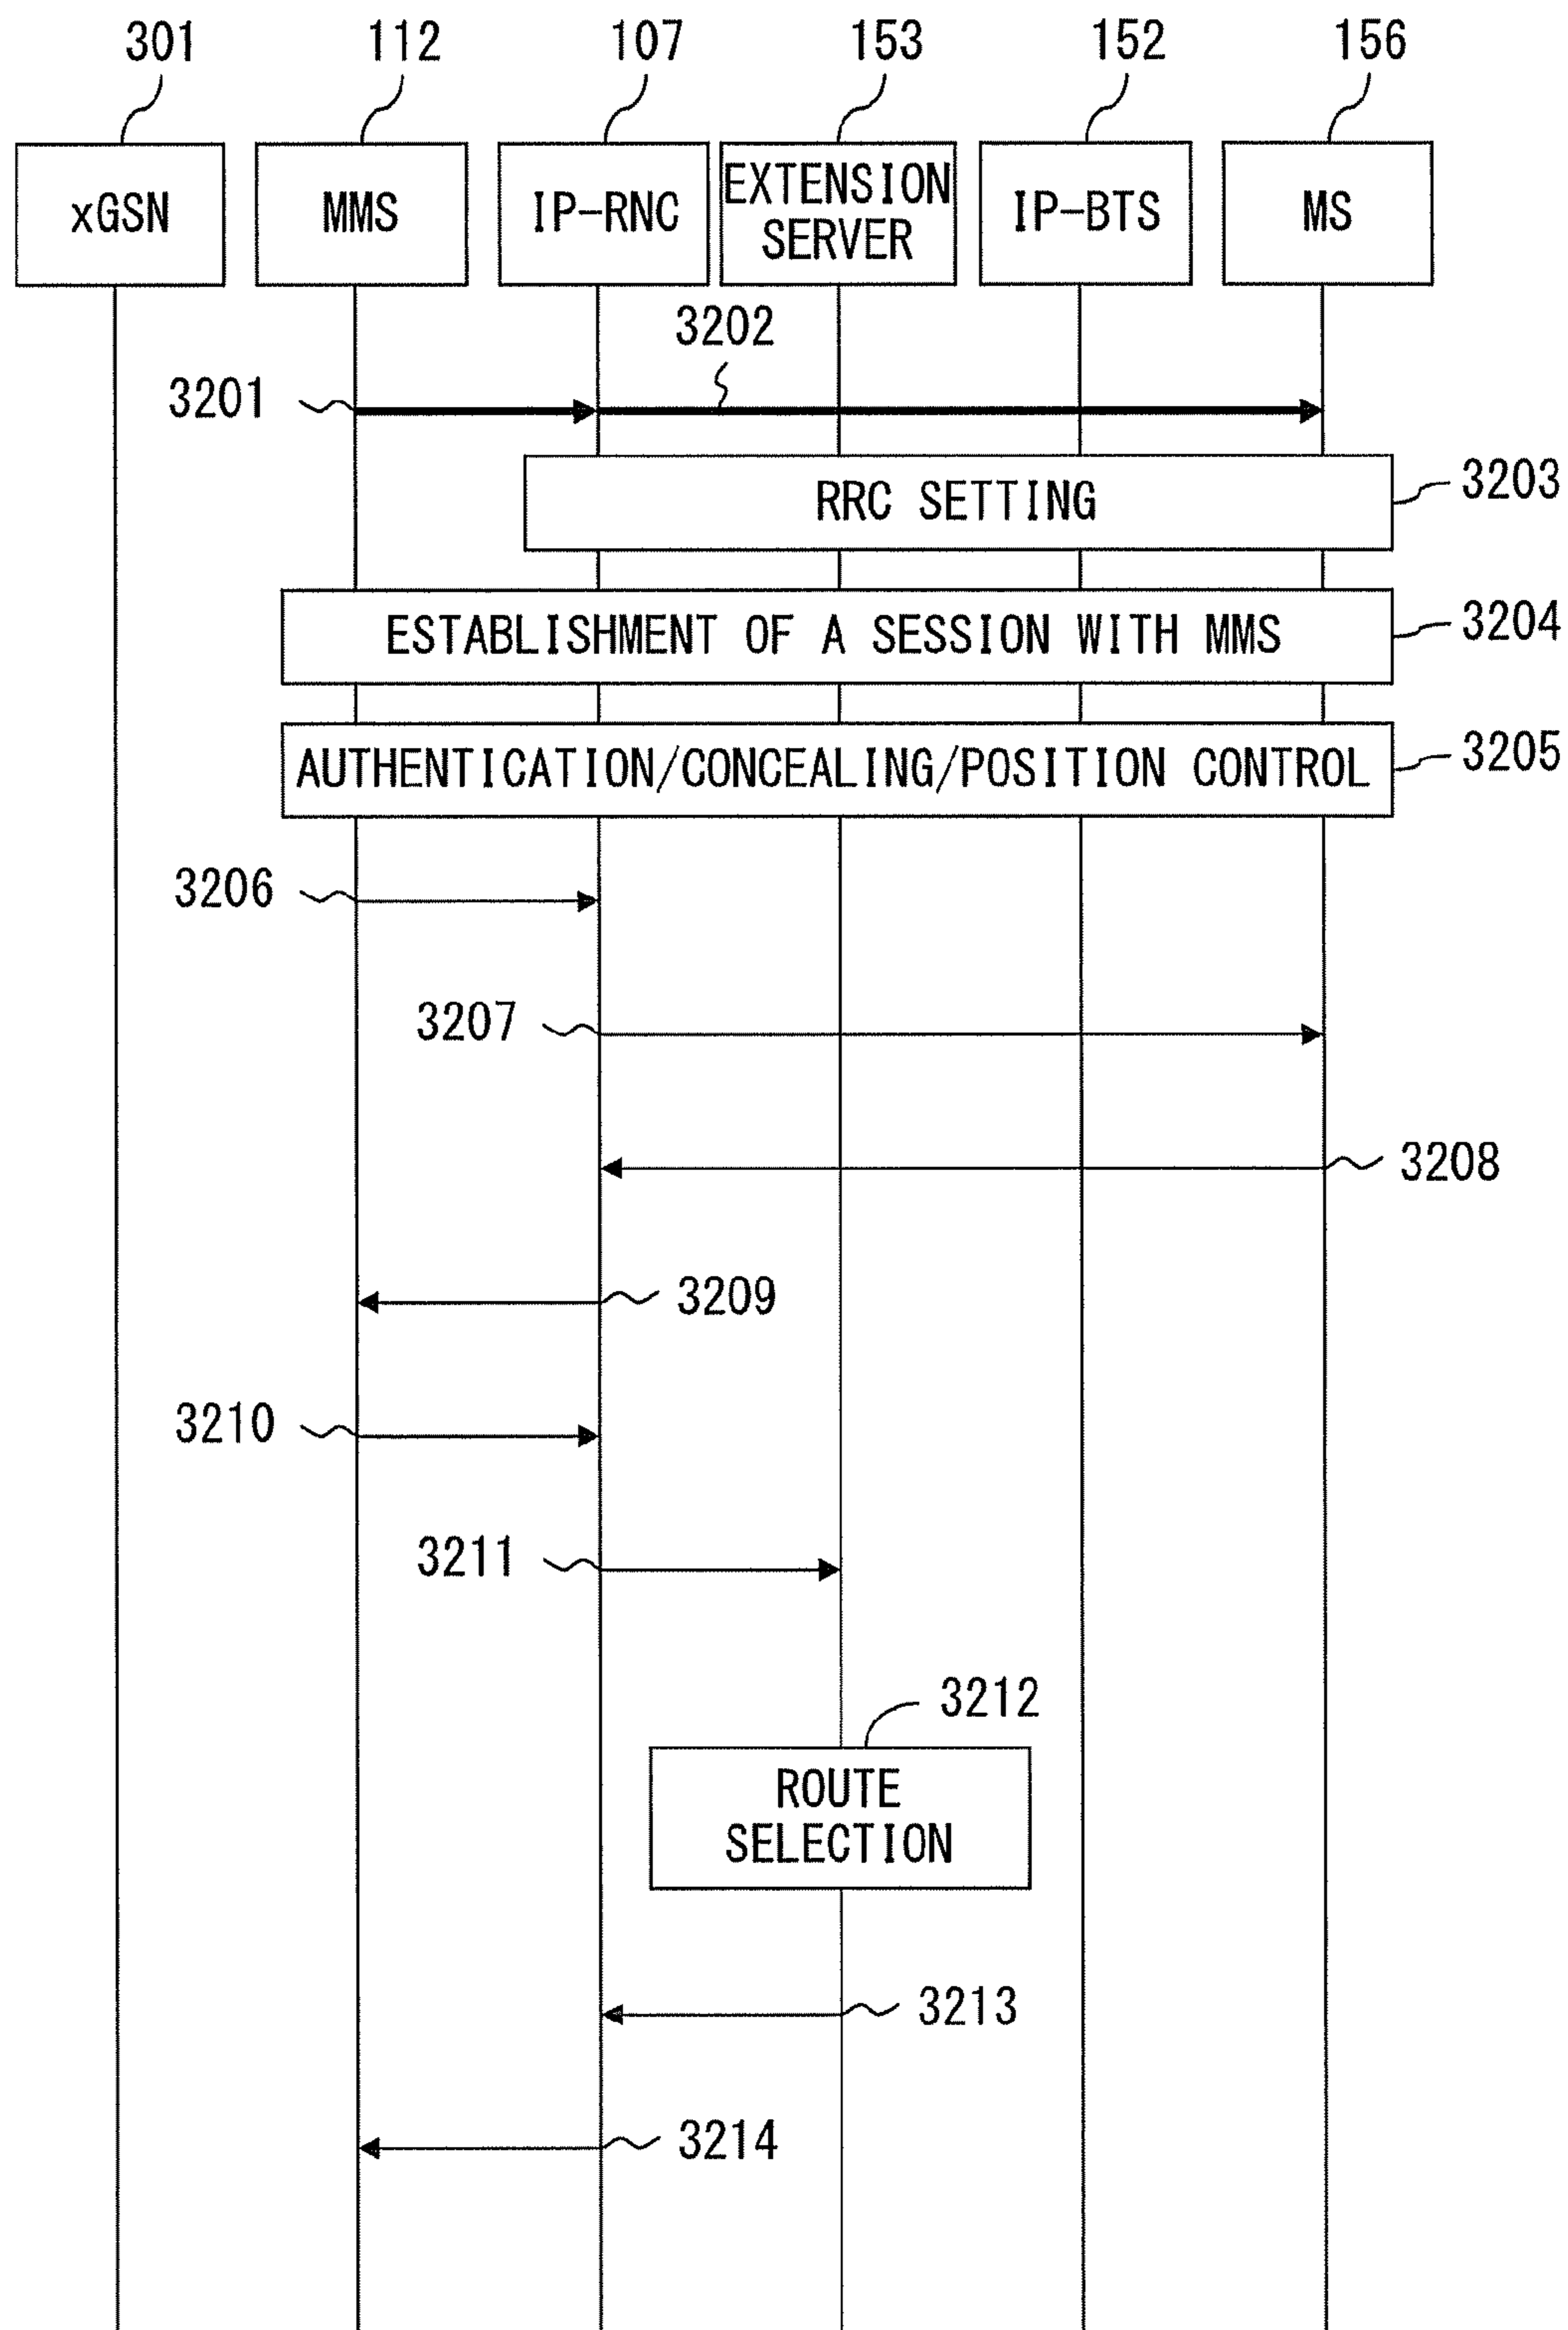 301
112
107
153
152
156
xGSN
MMS
IP-RNC
EXTENSION
SERVER
IP-BTS
MS
3202
3201
RRC SETTING
3203
ESTABLISHMENT OF A SESSION WITH MMS
3204
AUTHENTICATION/CONCEALING/POSITION CONTROL
3205
3206
3207
3208
3209
3210
3211
3212
ROUTE
SELECTION
3213
3214